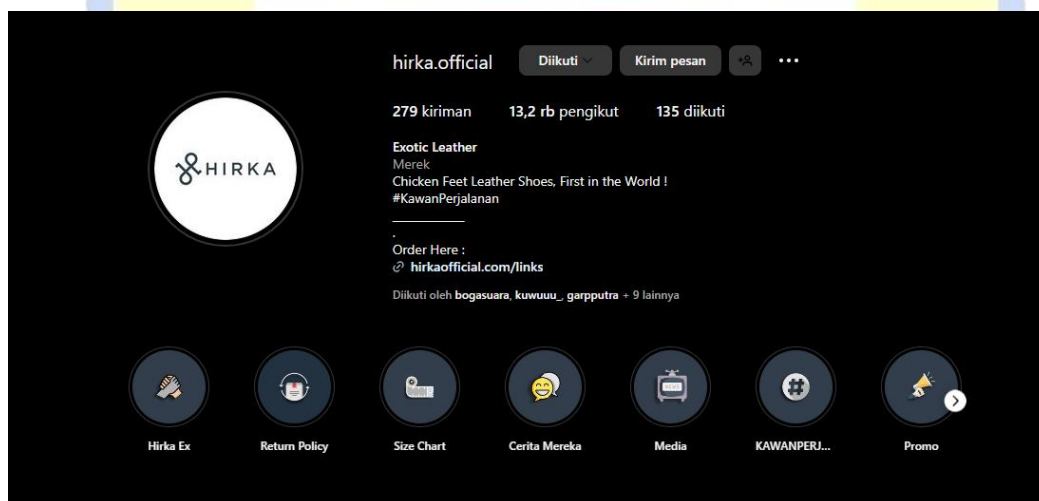 hirka.official Diikuti Kirim pesan
279 kiriman 13,2 rb pengikut 135 diikuti
HIRKA
Exotic Leather
Merek
Chicken Feet Leather Shoes, First in the World !
#KawanPerjalanan
___________
.
Order Here :
hirkaofficial.com/links
Diikuti oleh bogasuara, kuwuuu_, garpputra + 9 lainnya
Hirka Ex Return Policy Size Chart Cerita Mereka Media KAWANPERJ... Promo